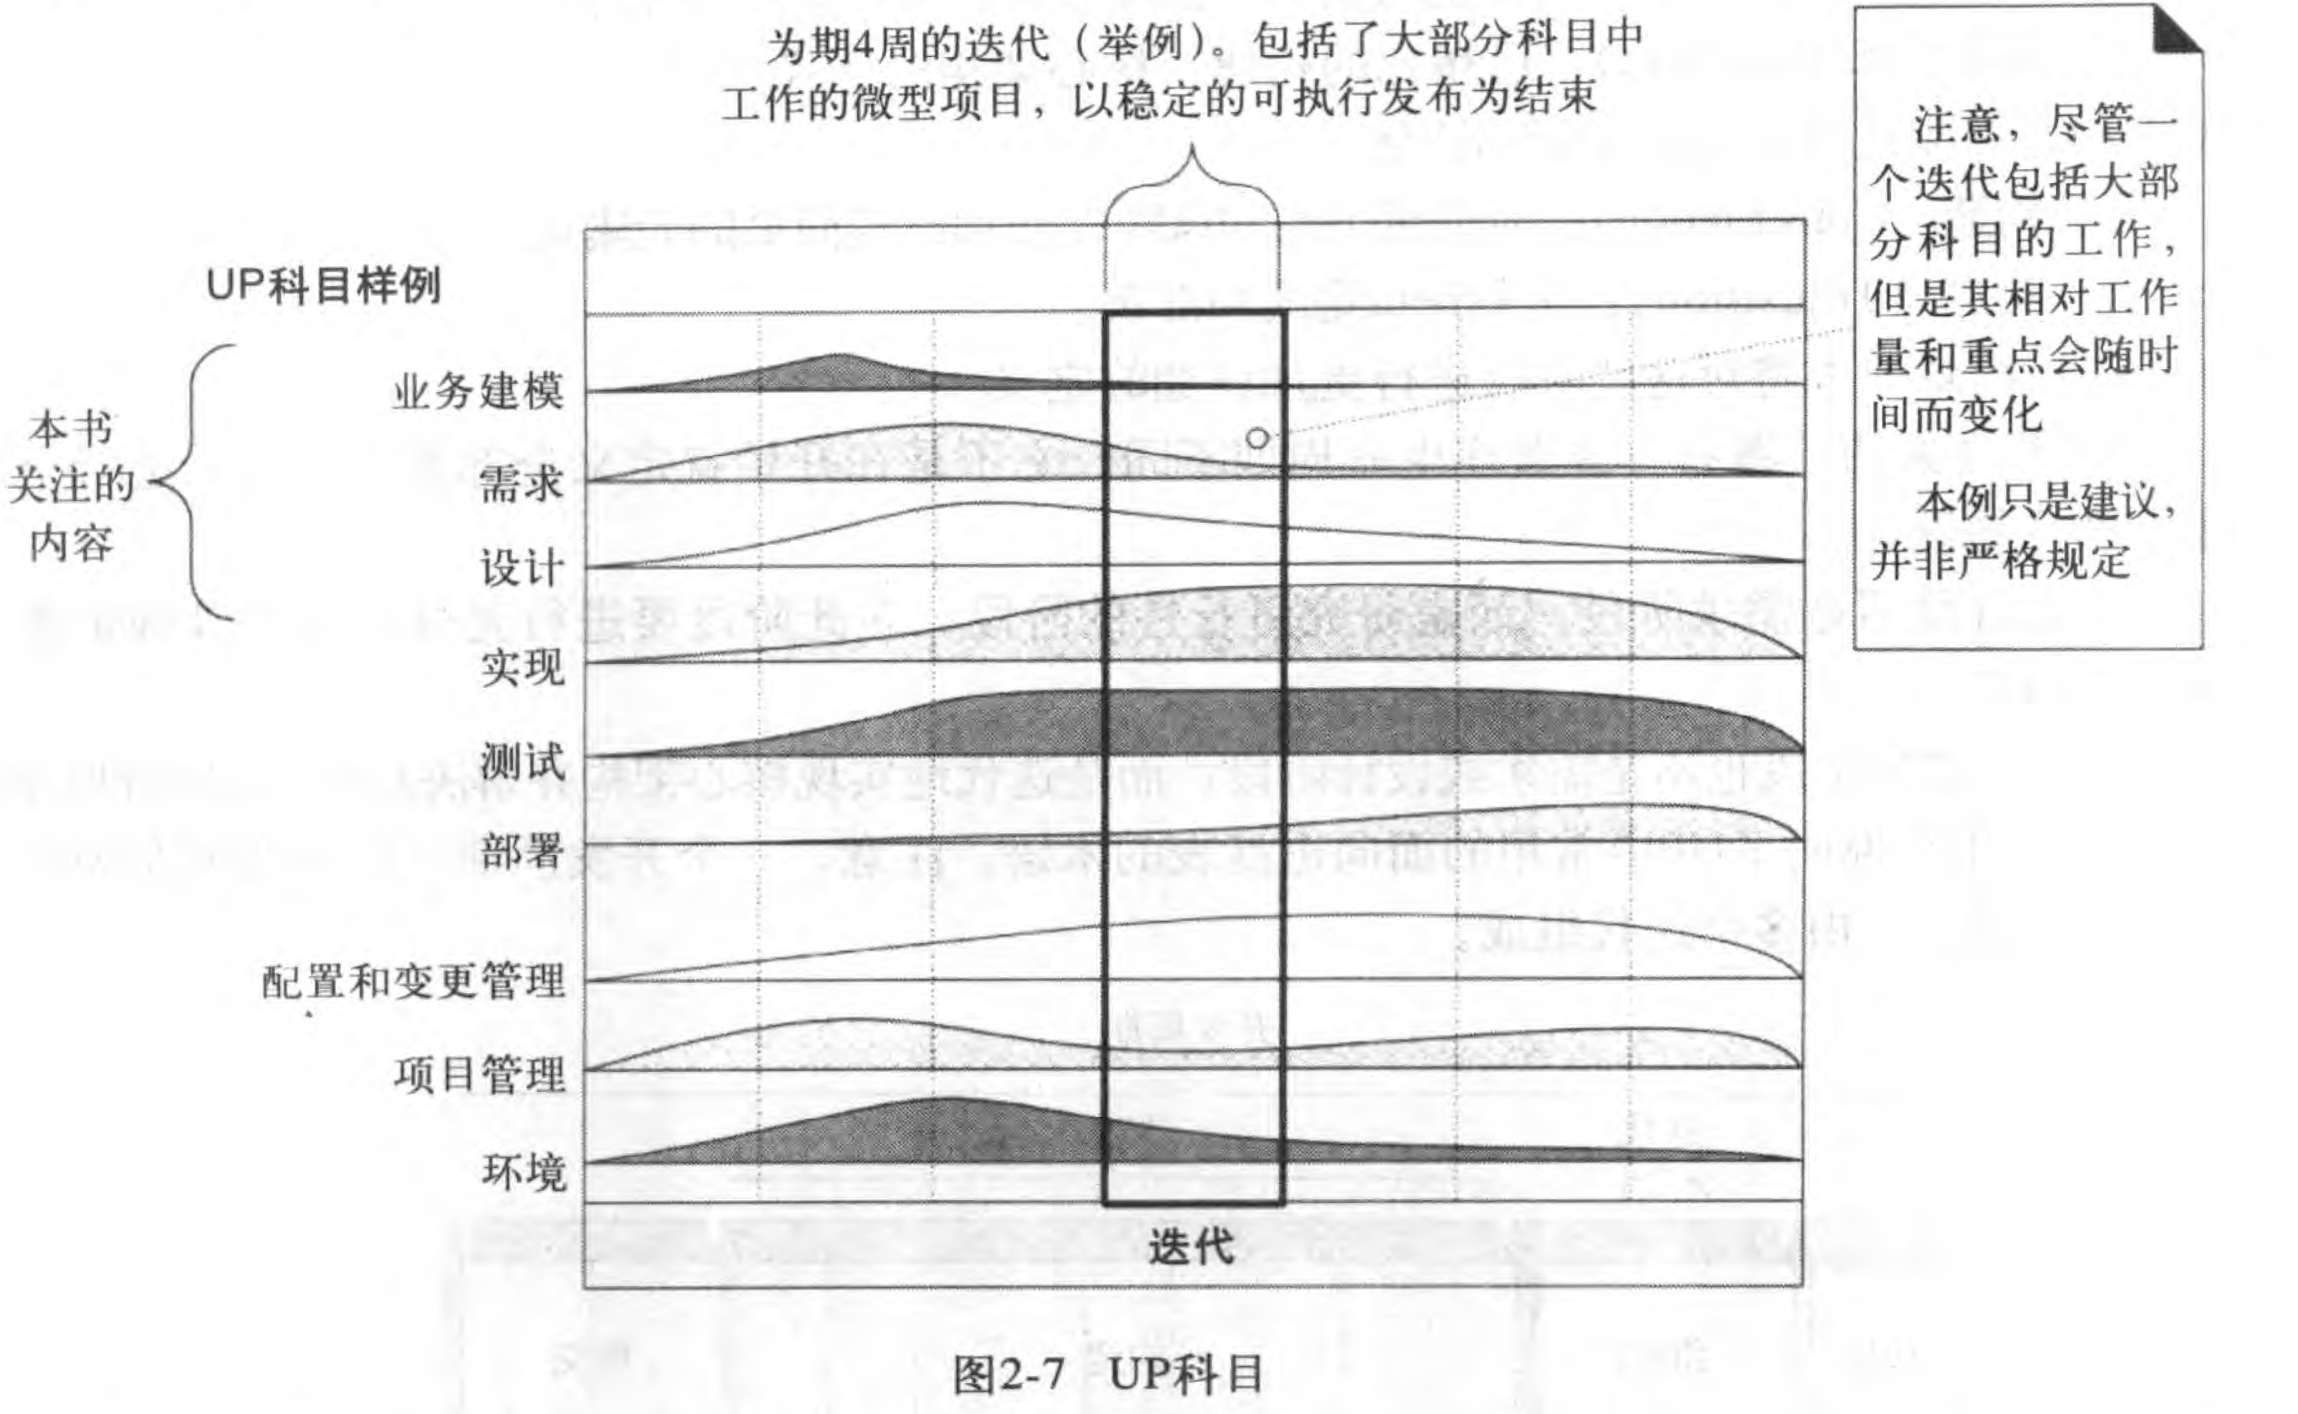 为期4周的迭代（举例）。包括了大部分科目中
工作的微型项目，以稳定的可执行发布为结束
注意，尽管一
个迭代包括大部
分科目的工作，
但是其相对工作
量和重点会随时
间而变化
本例只是建议，
并非严格规定
UP科目样例
本书
关注的
内容
业务建模
需求
设计
实现
测试
部署
配置和变更管理
项目管理
环境
迭代
图2-7 UP科目